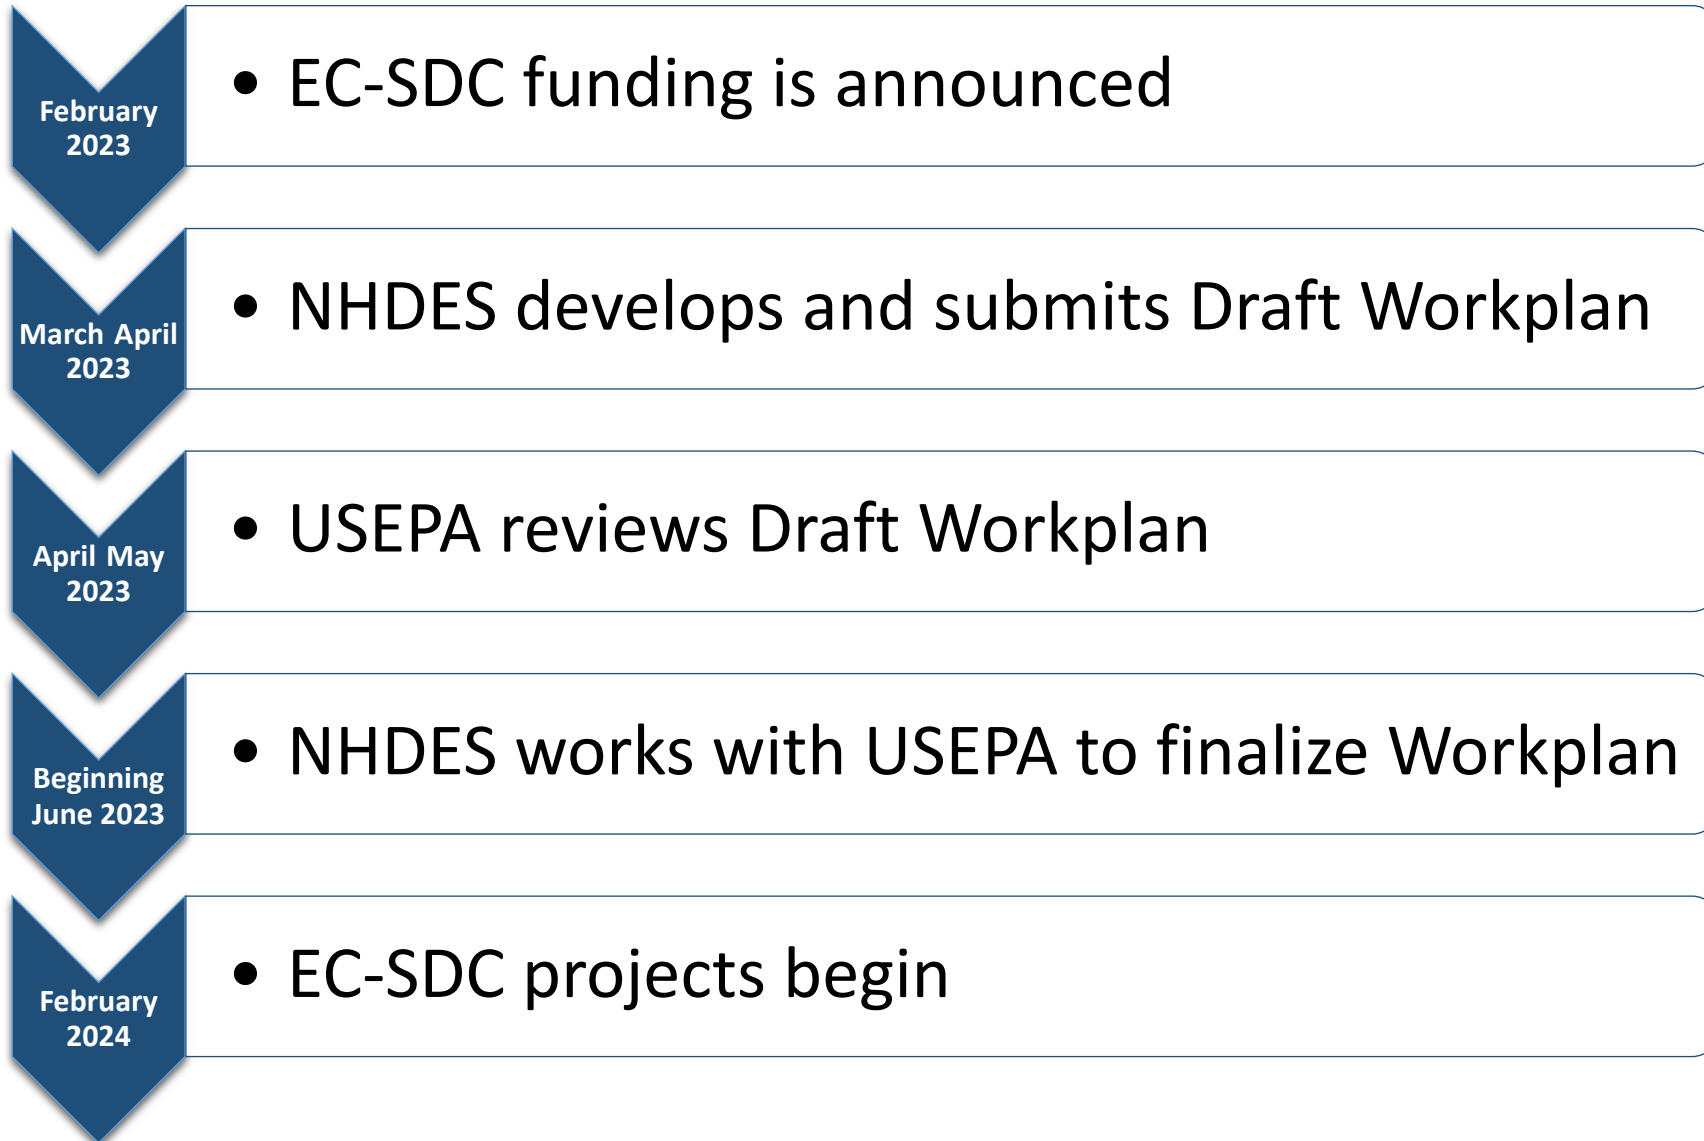 February
2023
• EC-SDC funding is announced
March April
2023
• NHDES develops and submits Draft Workplan
April May
2023
• USEPA reviews Draft Workplan
Beginning
June 2023
• NHDES works with USEPA to finalize Workplan
February
2024
• EC-SDC projects begin